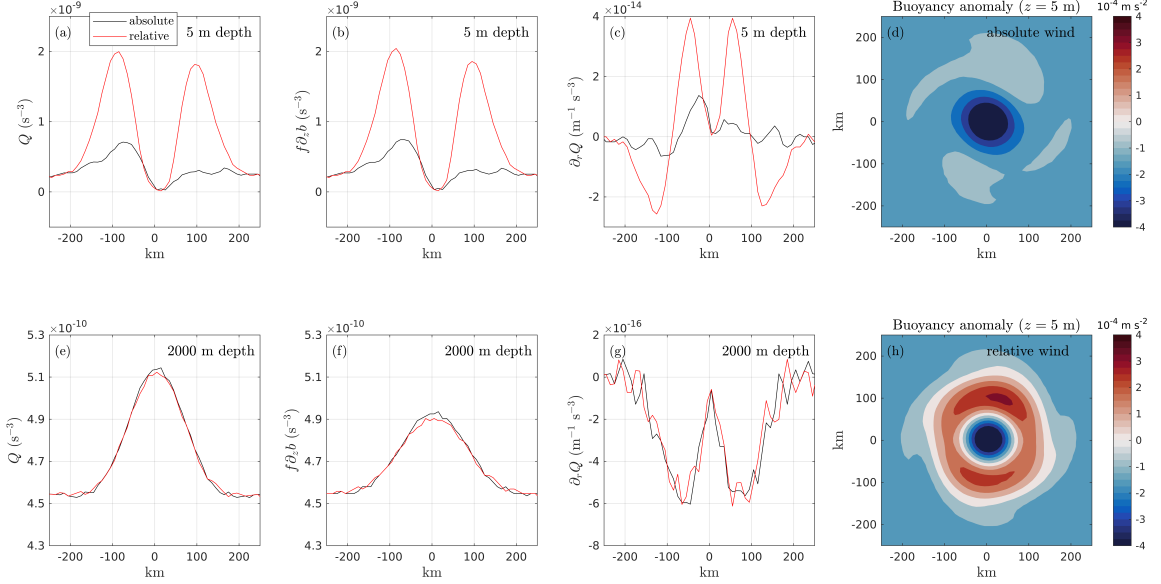 ×10⁻⁹
(a)
absolute
relative
5 m depth
2
1
0
Q (s⁻³)
-200 -100 0 100 200
km
×10⁻⁹
(b)
5 m depth
2
1
0
f∂zb (s⁻³)
-200 -100 0 100 200
km
×10⁻¹⁴
(c)
5 m depth
4
2
0
-2
∂rQ (m⁻¹ s⁻³)
-200 -100 0 100 200
km
Buoyancy anomaly (z = 5 m)
(d)
absolute wind
200
100
0
-100
-200
km
-200 -100 0 100 200
km
10⁻⁴ m s⁻²
4
3
2
1
0
-1
-2
-3
-4
×10⁻¹⁰
(e)
2000 m depth
5.3
5.1
4.9
4.7
4.5
4.3
Q (s⁻³)
-200 -100 0 100 200
km
×10⁻¹⁰
(f)
2000 m depth
5.3
5.1
4.9
4.7
4.5
4.3
f∂zb (s⁻³)
-200 -100 0 100 200
km
×10⁻¹⁶
(g)
2000 m depth
2
0
-2
-4
-6
-8
∂rQ (m⁻¹ s⁻³)
-200 -100 0 100 200
km
Buoyancy anomaly (z = 5 m)
(h)
relative wind
200
100
0
-100
-200
km
-200 -100 0 100 200
km
10⁻⁴ m s⁻²
4
3
2
1
0
-1
-2
-3
-4